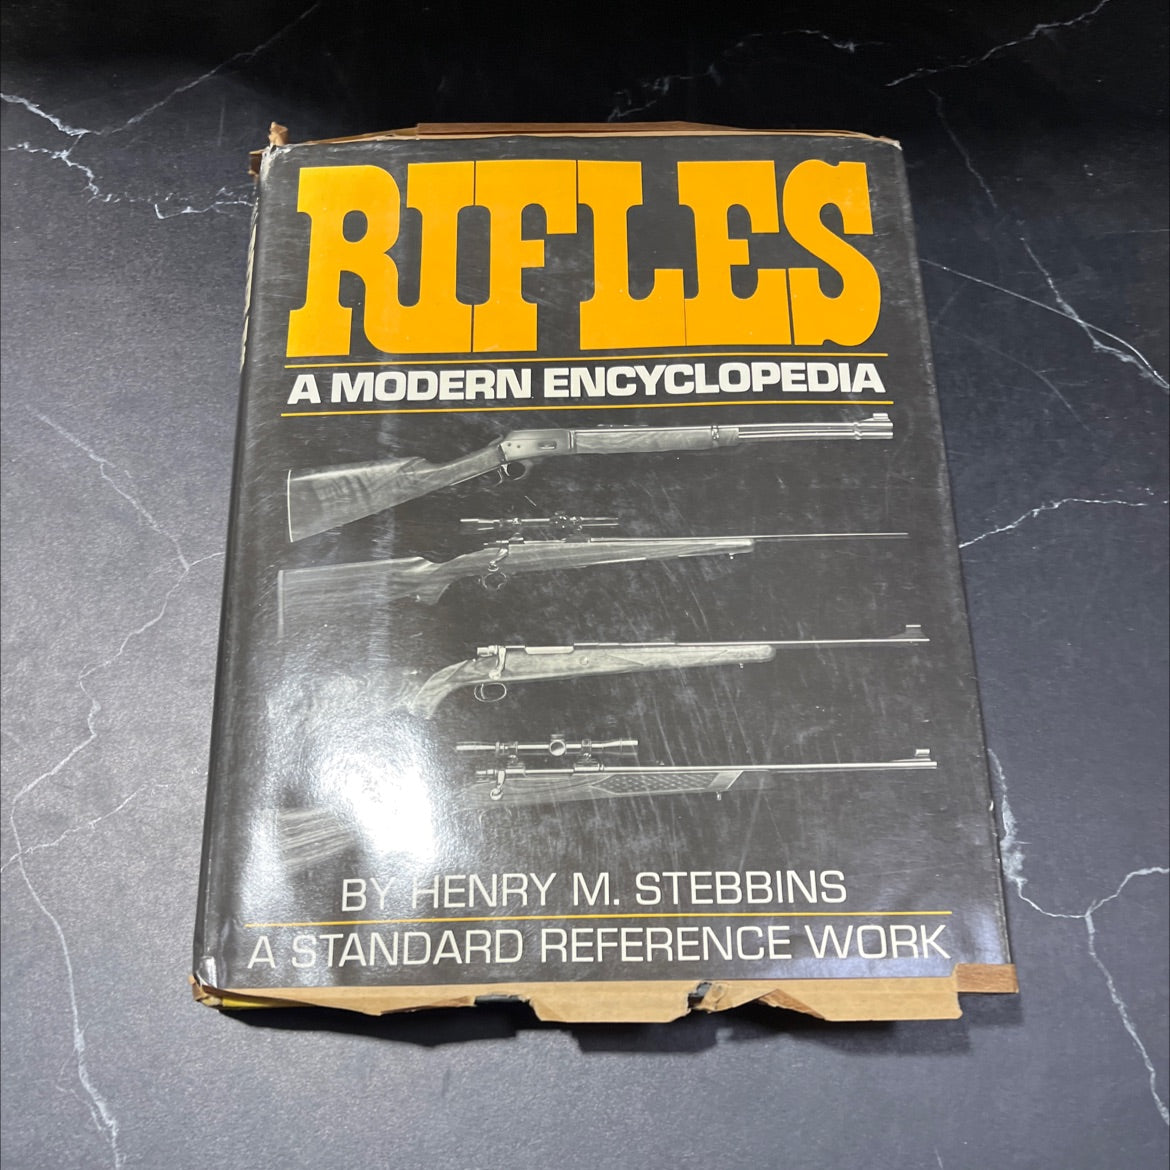 RIFLES
A MODERN ENCYCLOPEDIA
BY HENRY M. STEBBINS
A STANDARD REFERENCE WORK